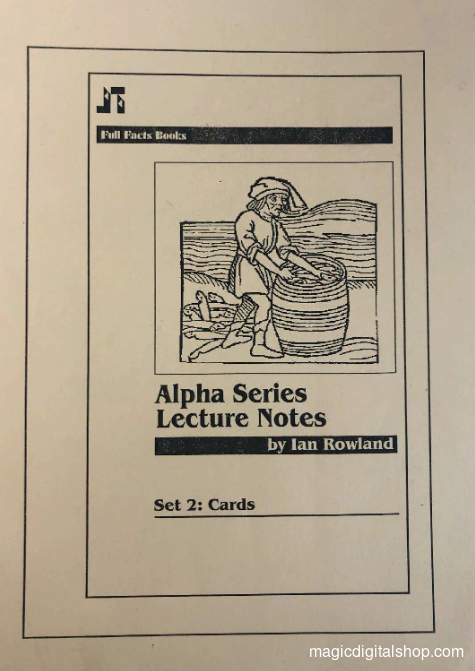 Full Facts Books
Alpha Series
Lecture Notes
by Ian Rowland
Set 2: Cards
magicdigitalshop.com